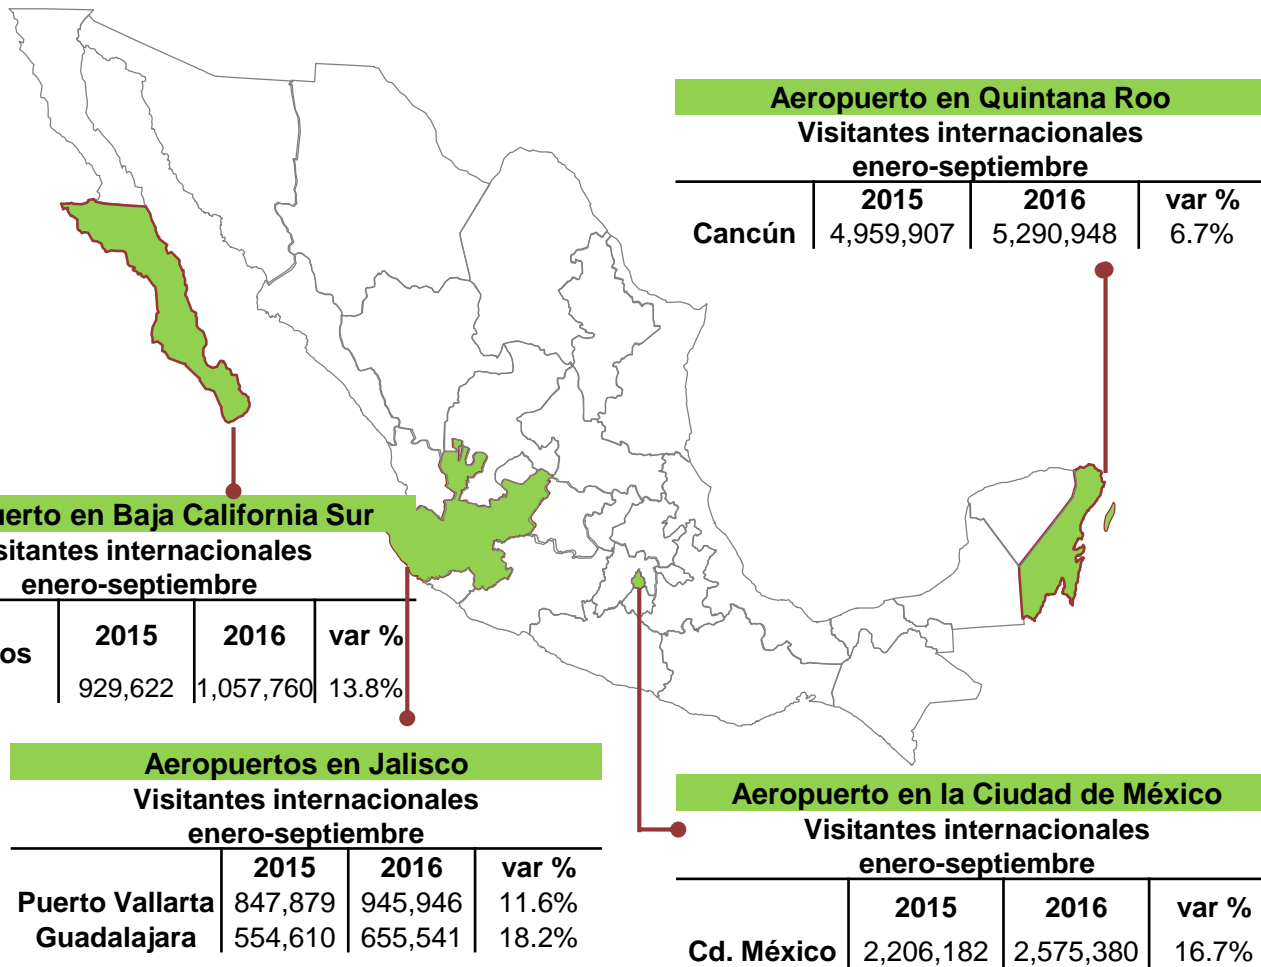 Aeropuerto en Quintana Roo
Visitantes internacionales
enero-septiembre
2015 2016 var %
Cancún 4,959,907 5,290,948 6.7%
uerto en Baja California Sur
sitantes internacionales
enero-septiembre
2015 2016 var %
os
929,622 1,057,760 13.8%
Aeropuertos en Jalisco
Visitantes internacionales
enero-septiembre
2015 2016 var %
Puerto Vallarta 847,879 945,946 11.6%
Guadalajara 554,610 655,541 18.2%
Aeropuerto en la Ciudad de México
Visitantes internacionales
enero-septiembre
2015 2016 var %
Cd. México 2,206,182 2,575,380 16.7%